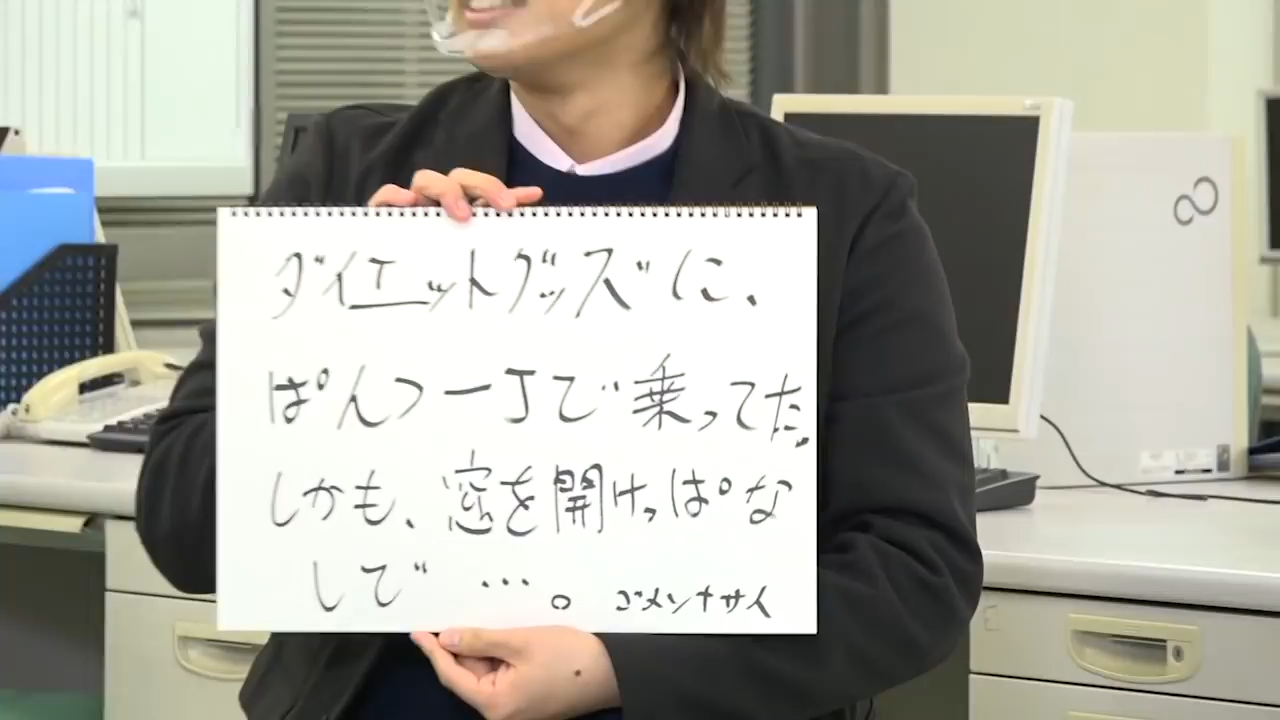 ダイエットグッズに、
ぱんつ一丁で乗ってた。
しかも、窓を開けっぱな
しで …。 ゴメンナサイ